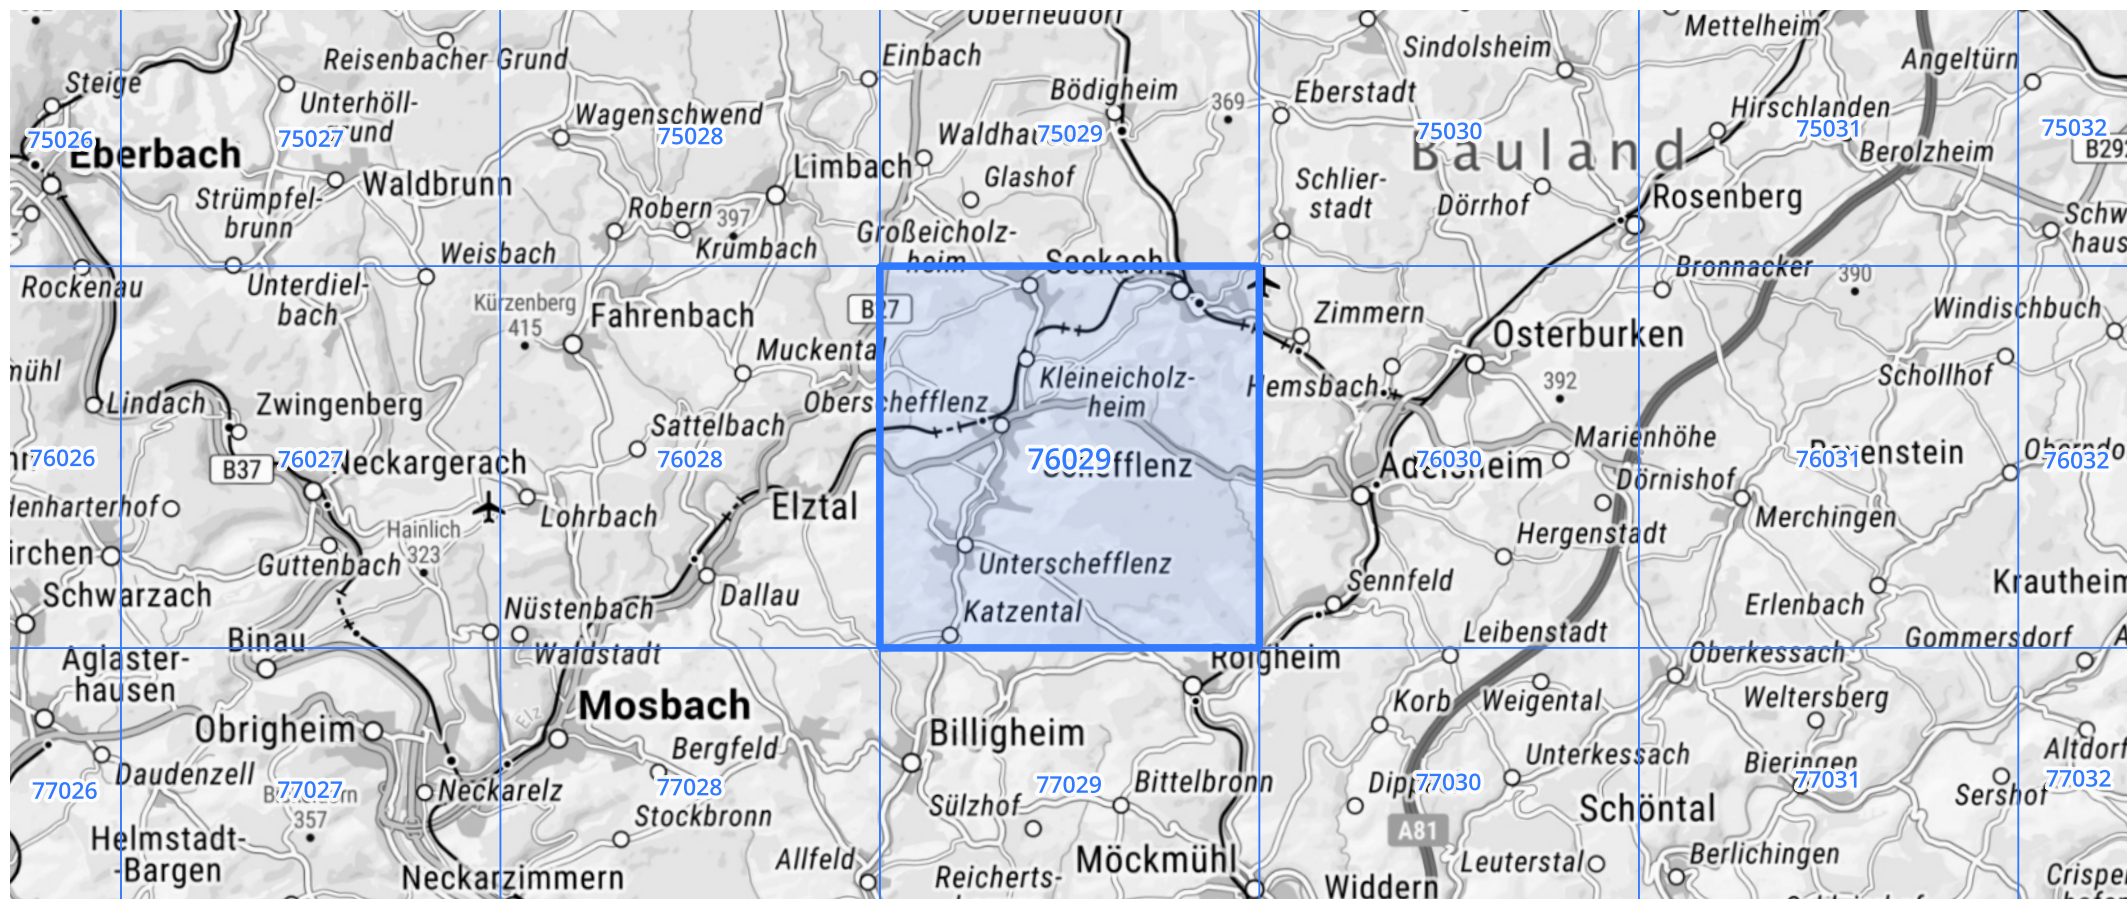 Oberneudorf
Mettelheim
Reisenbacher Grund
Einbach
Sindolsheim
Angeltürn
Steige
Unterhöll-
Bödigheim
Eberstadt
369
Hirschlanden
Wagenschwend
75026
75027
75028
75029
75030
75031
75032
Eberbach
Limbach
Bauland
Berolzheim
Waldbrunn
Glashof
Schlier-
stadt
Dörrhof
Rosenberg
Strümpfel-
brunn
Robern
397
Krumbach
Großeicholz-
heim
Weisbach
Seckach
Bronnacker
390
Rockenau
Unterdiel-
bach
Kürzenberg
415
Fahrenbach
B27
Zimmern
Osterburken
Windischbuch
Muckental
Kleineicholz-
heim
Hemsbach
392
Schollhof
Lindach
Zwingenberg
Oberschefflenz
Sattelbach
Marienhöhe
76026
B37
76027
Neckargerach
76028
76029
Schefflenz
76030
Adelsheim
76031
76032
Dörnishof
Elztal
Lohrbach
Merchingen
Hainlich
323
Hergenstadt
Guttenbach
Unterschefflenz
Sennfeld
Krautheim
Schwarzach
Nüstenbach
Dallau
Katzental
Erlenbach
Binau
Waldstadt
Leibenstadt
Gommersdorf
Aglaster-
hausen
Roigheim
Oberkessach
Mosbach
Elz
Korb
Weigental
Weltersberg
Obrigheim
Bergfeld
Billigheim
Unterkessach
Altdorf
Daudenzell
77026
77027
357
Neckarelz
77028
77029
Bittelbronn
77030
Bieringen
77031
77032
Sershof
Stockbronn
Sülzhof
Schöntal
A81
Helmstadt-
-Bargen
Allfeld
Möckmühl
Leuterstal
Berlichingen
Neckarzimmern
Reicherts-
Widdern